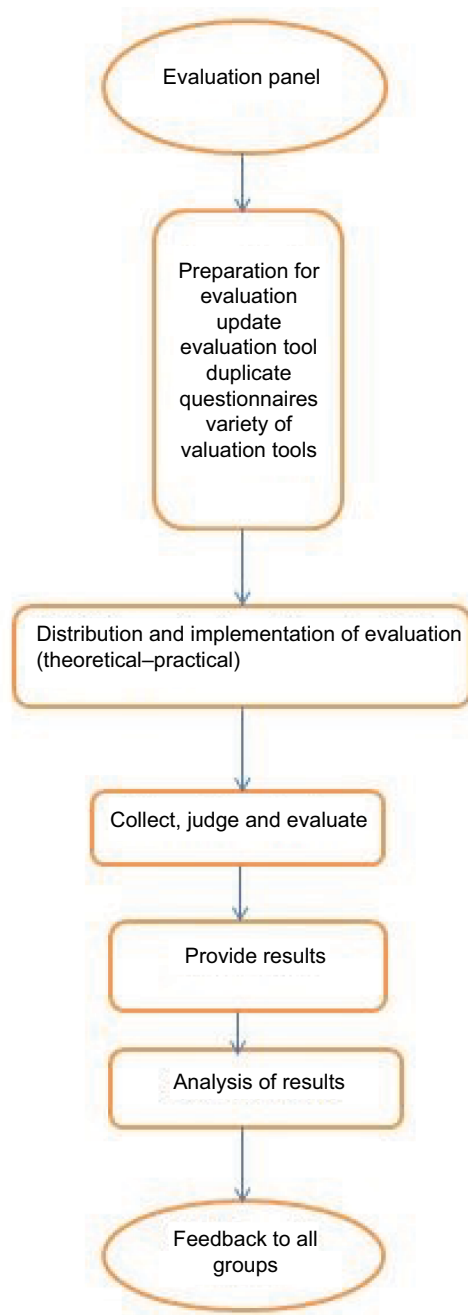 Evaluation panel
Preparation for
evaluation
update
evaluation tool
duplicate
questionnaires
variety of
valuation tools
Distribution and implementation of evaluation
(theoretical–practical)
Collect, judge and evaluate
Provide results
Analysis of results
Feedback to all
groups